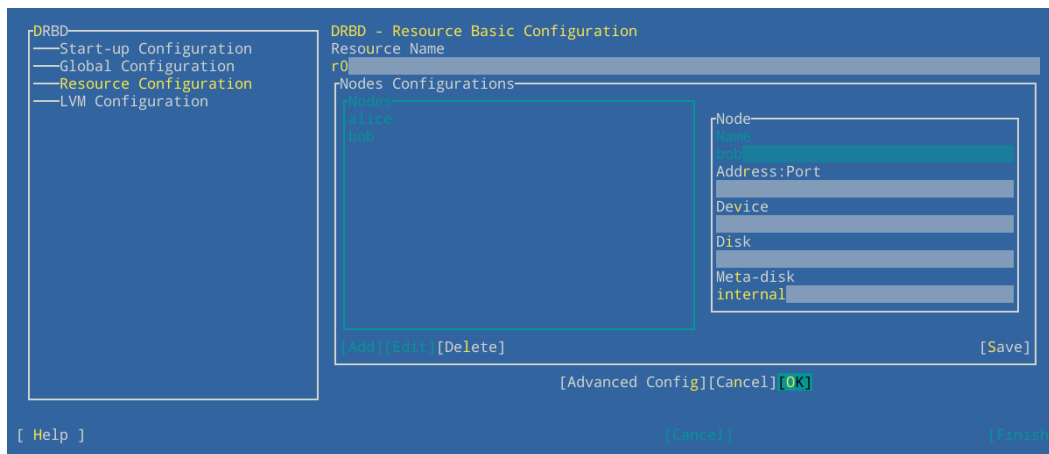 DRBD
Start-up Configuration
Global Configuration
Resource Configuration
LVM Configuration
DRBD - Resource Basic Configuration
Resource Name
r0
Nodes Configurations
Nodes
alice
bob
Node
Name
bob
Address:Port
Device
Disk
Meta-disk
internal
[Add][Edit][Delete]
[Save]
[Advanced Config][Cancel][OK]
[ Help ]
[Cancel]
[Finish